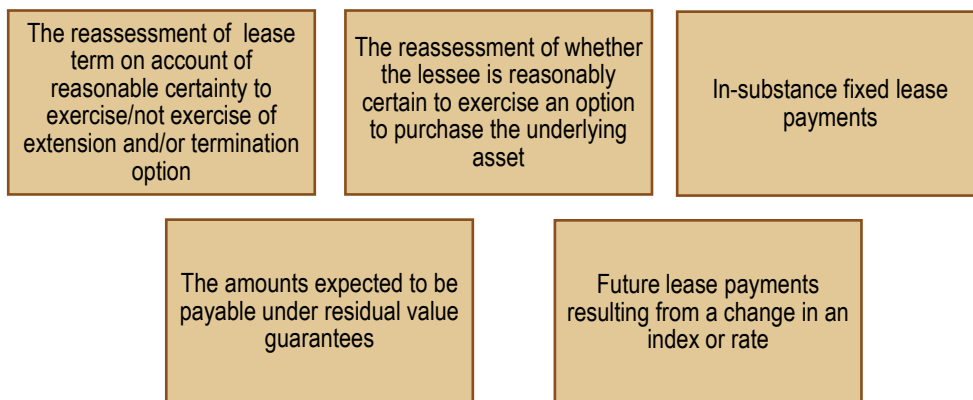 The reassessment of lease
term on account of
reasonable certainty to
exercise/not exercise of
extension and/or termination
option
The reassessment of whether
the lessee is reasonably
certain to exercise an option
to purchase the underlying
asset
In-substance fixed lease
payments
The amounts expected to be
payable under residual value
guarantees
Future lease payments
resulting from a change in an
index or rate